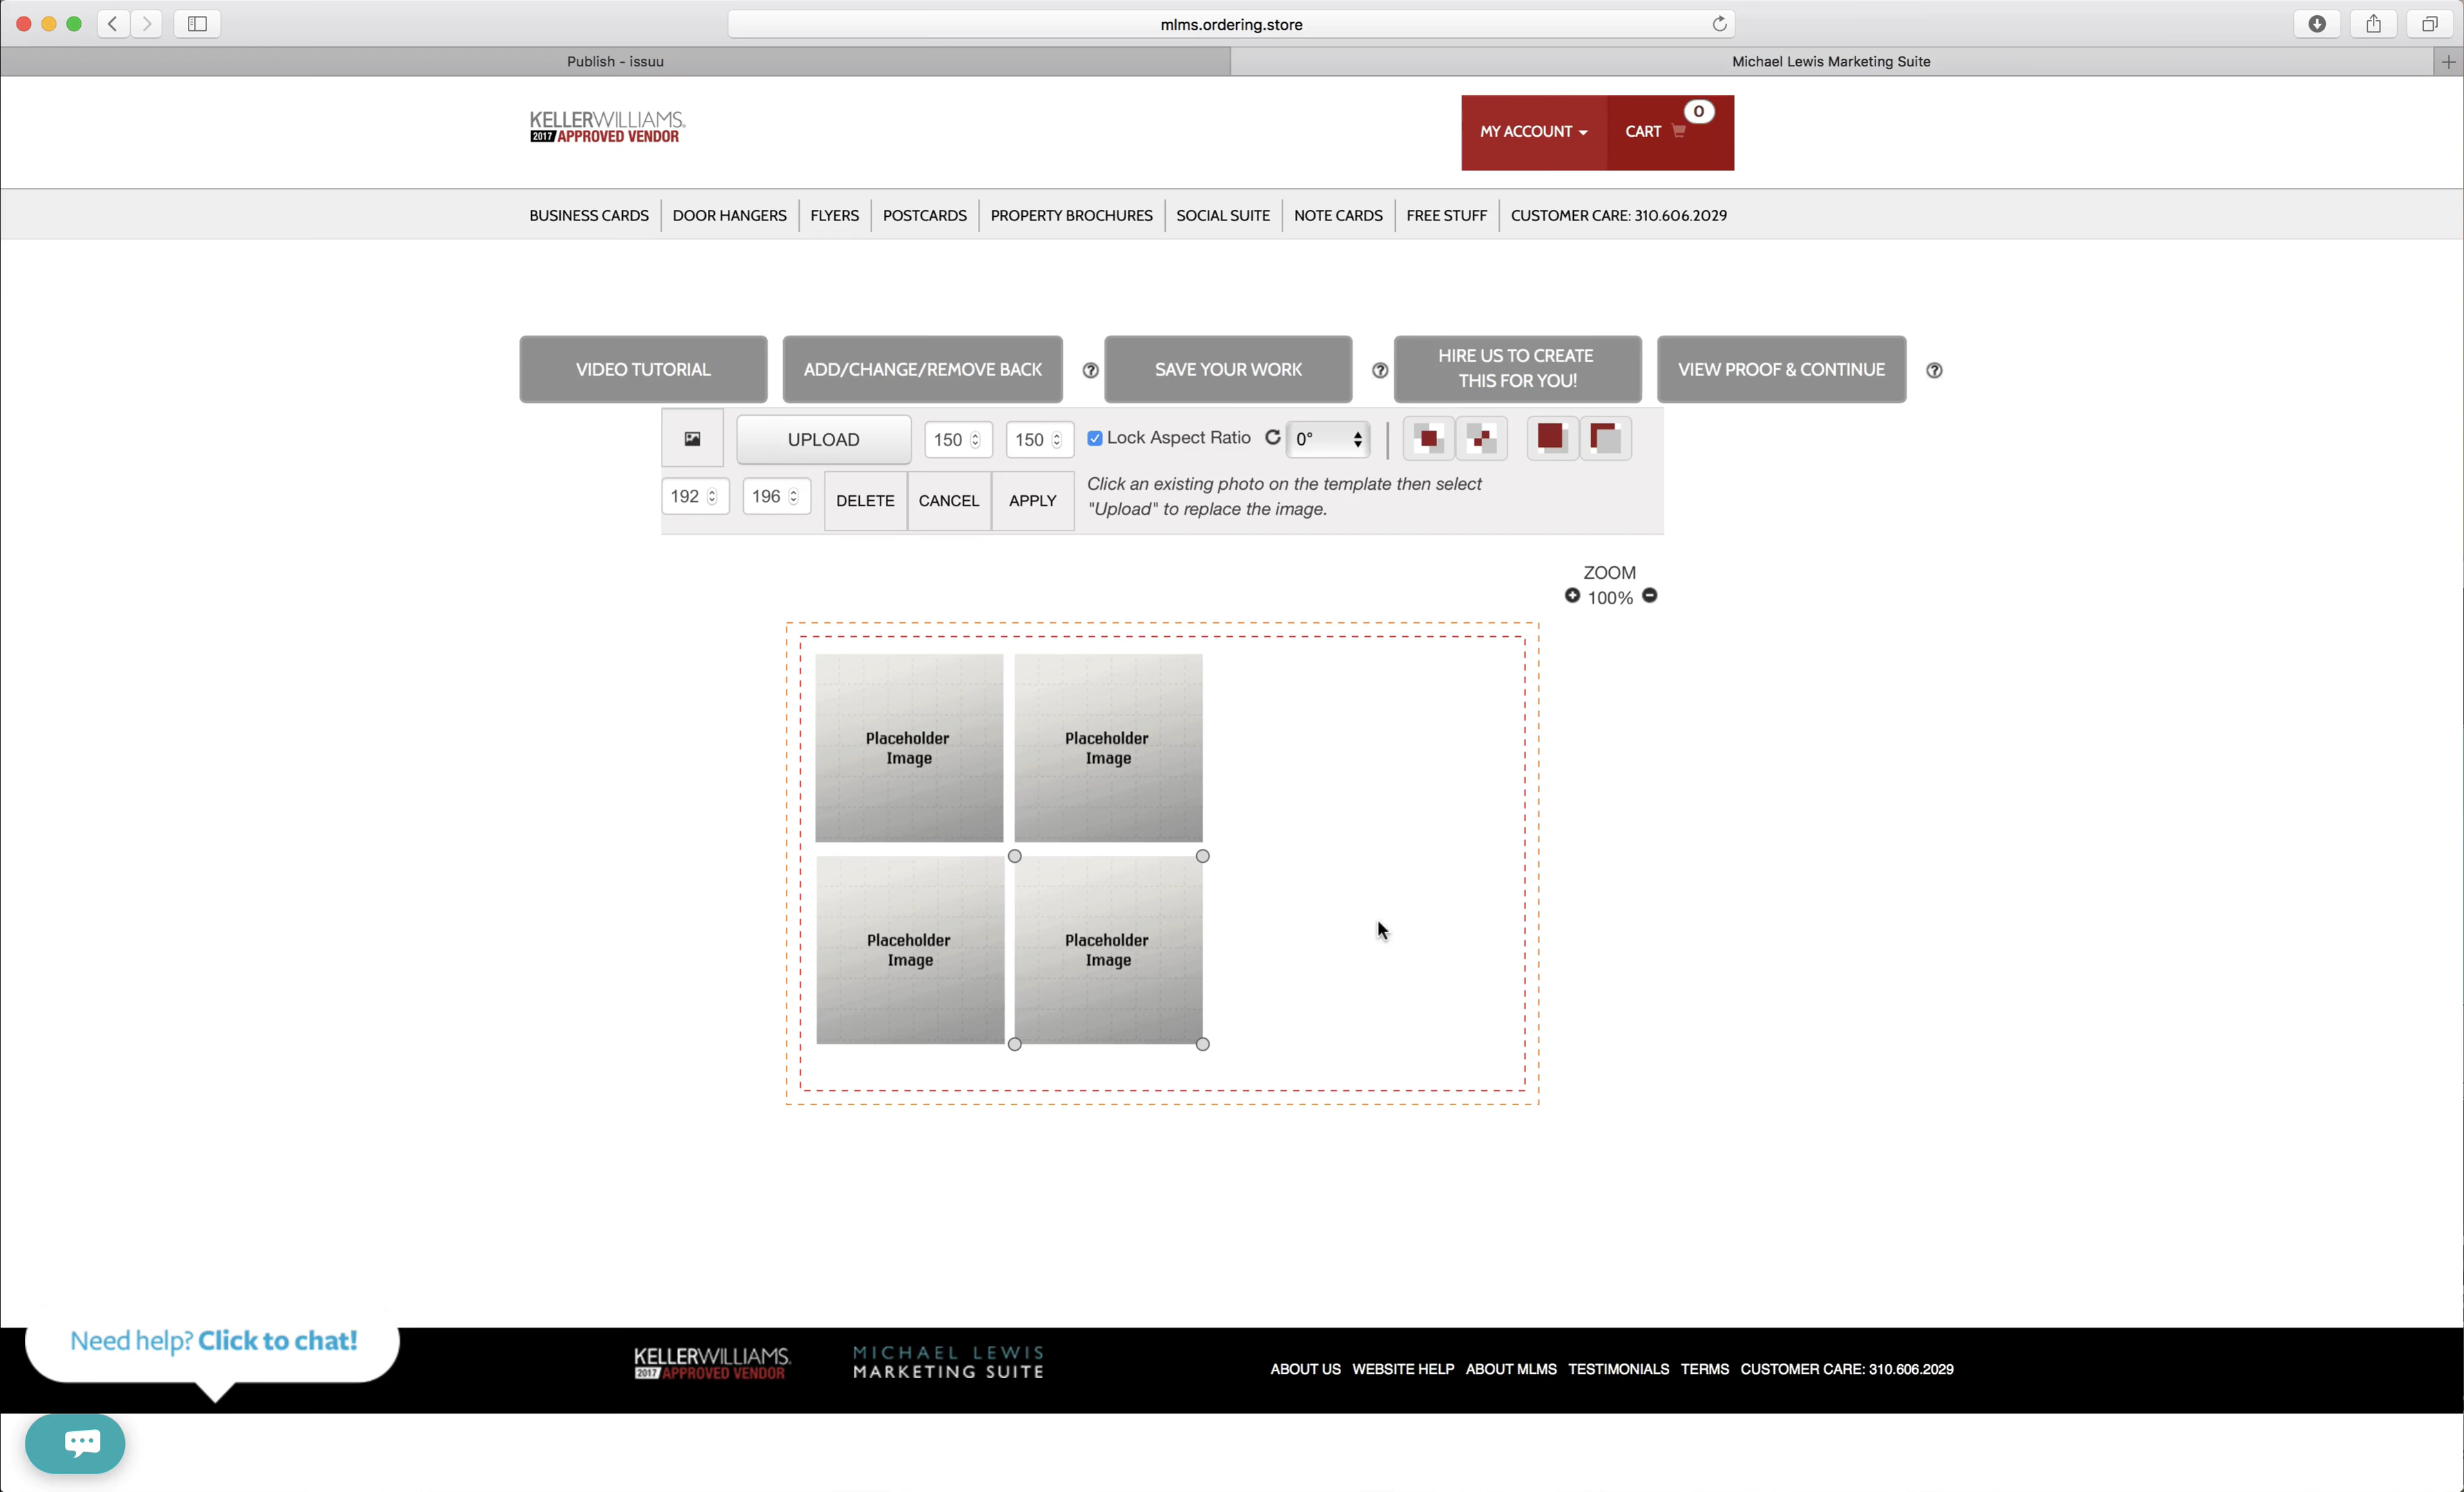 mlms.ordering.store
Publish - issuu
Michael Lewis Marketing Suite
KELLERWILLIAMS.
2017 APPROVED VENDOR
MY ACCOUNT
CART
0
BUSINESS CARDS
DOOR HANGERS
FLYERS
POSTCARDS
PROPERTY BROCHURES
SOCIAL SUITE
NOTE CARDS
FREE STUFF
CUSTOMER CARE: 310.606.2029
VIDEO TUTORIAL
ADD/CHANGE/REMOVE BACK
SAVE YOUR WORK
HIRE US TO CREATE
THIS FOR YOU!
VIEW PROOF & CONTINUE
UPLOAD
150
150
Lock Aspect Ratio
0°
192
196
DELETE
CANCEL
APPLY
Click an existing photo on the template then select
"Upload" to replace the image.
ZOOM
100%
Placeholder
Image
Placeholder
Image
Placeholder
Image
Placeholder
Image
Need help? Click to chat!
KELLERWILLIAMS.
2017 APPROVED VENDOR
MICHAEL LEWIS
MARKETING SUITE
ABOUT US
WEBSITE HELP
ABOUT MLMS
TESTIMONIALS
TERMS
CUSTOMER CARE: 310.606.2029